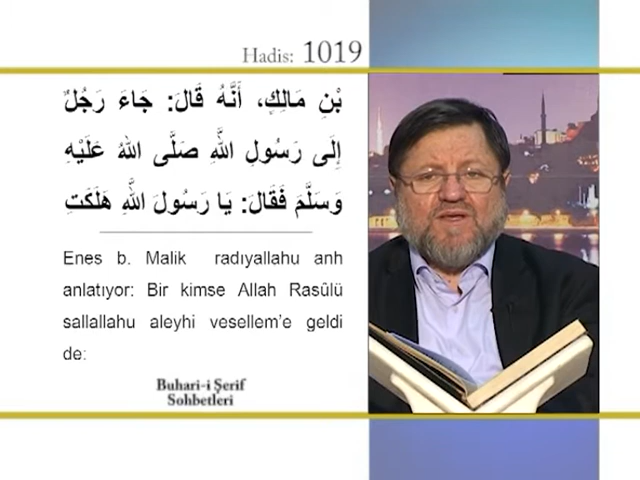 Hadis: 1019
بْنِ مَالِكٍ، أَنَّهُ قَالَ: جَاءَ رَجُلٌ
إِلَى رَسُولِ اللَّهِ صَلَّى اللهُ عَلَيْهِ
وَسَلَّمَ فَقَالَ: يَا رَسُولَ اللَّهِ هَلَكَتِ
Enes b. Malik radıyallahu anh
anlatıyor: Bir kimse Allah Rasûlü
sallallahu aleyhi vesellem’e geldi
de:
Buhari-i Şerif
Sohbetleri